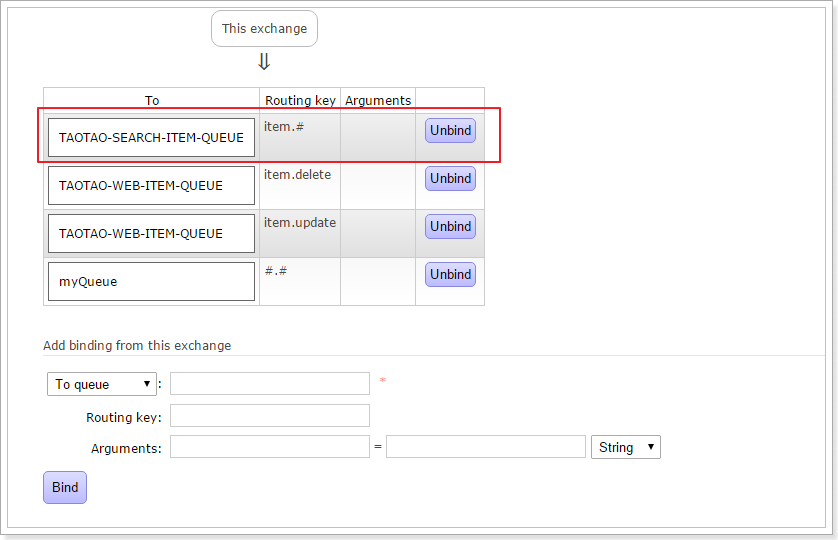 This exchange
⇓
To Routing key Arguments
TAOTAO-SEARCH-ITEM-QUEUE item.# Unbind
TAOTAO-WEB-ITEM-QUEUE item.delete Unbind
TAOTAO-WEB-ITEM-QUEUE item.update Unbind
myQueue #.# Unbind
Add binding from this exchange
To queue ▼ : *
Routing key:
Arguments: = String ▼
Bind